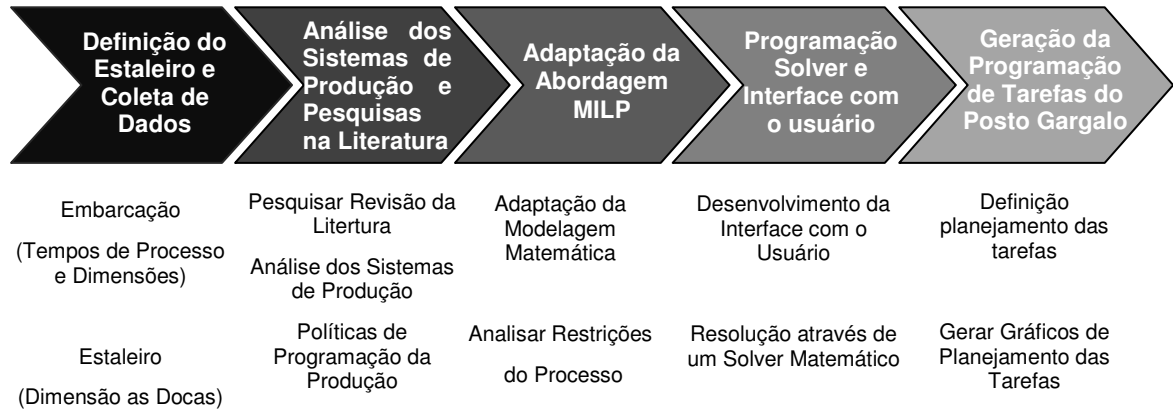 Definição do
Estaleiro e
Coleta de
Dados
Análise dos
Sistemas de
Produção e
Pesquisas
na Literatura
Adaptação da
Abordagem
MILP
Programação
Solver e
Interface com
o usuário
Geração da
Programação
de Tarefas do
Posto Gargalo
Embarcação
(Tempos de Processo
e Dimensões)
Estaleiro
(Dimensão as Docas)
Pesquisar Revisão da
Litertura
Análise dos Sistemas
de Produção
Políticas de
Programação da
Produção
Adaptação da
Modelagem
Matemática
Analisar Restrições
do Processo
Desenvolvimento da
Interface com o
Usuário
Resolução através de
um Solver Matemático
Definição
planejamento das
tarefas
Gerar Gráficos de
Planejamento das
Tarefas